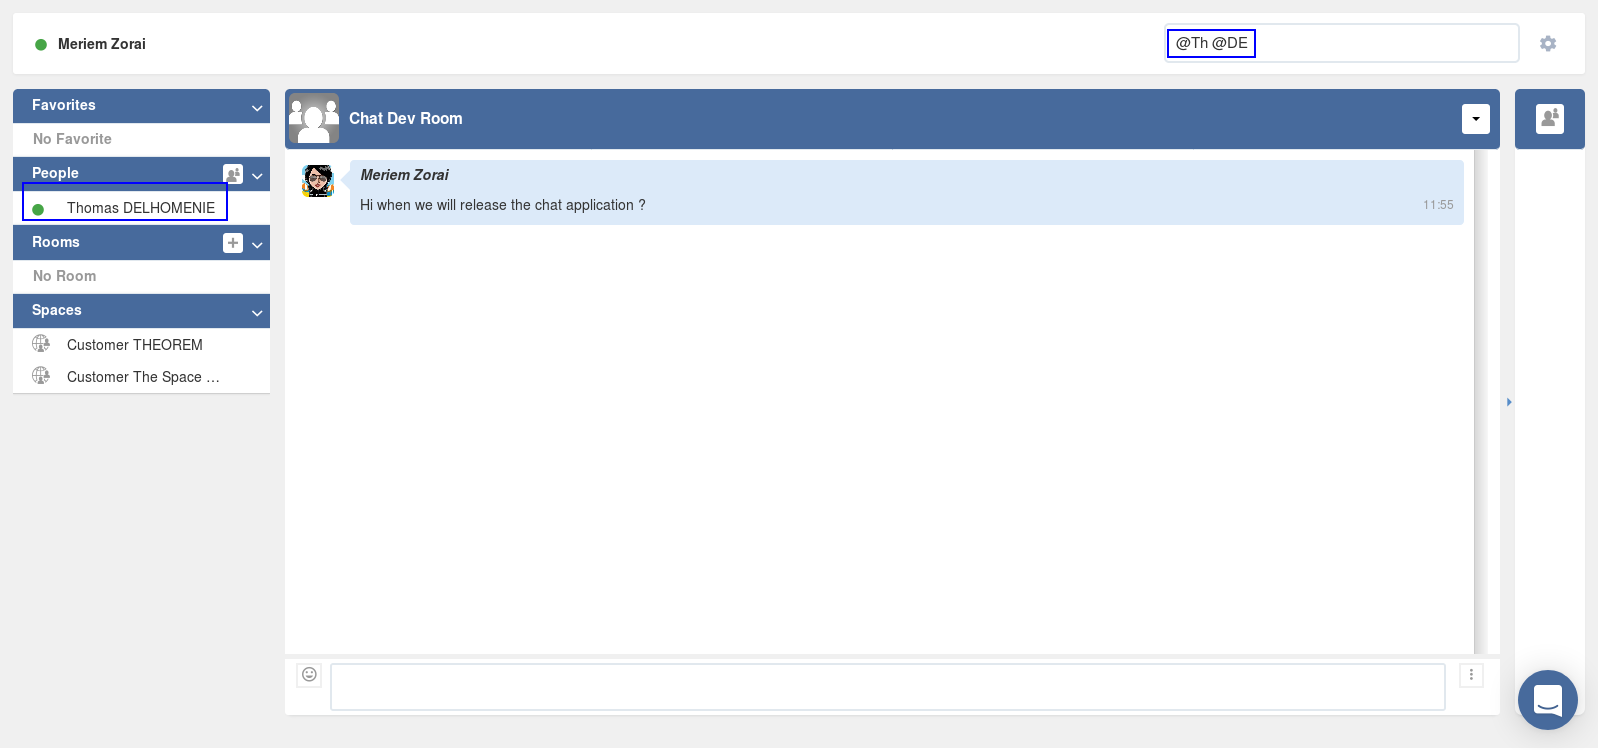 Meriem Zorai
@Th @DE
Favorites
No Favorite
People
Thomas DELHOMENIE
Rooms
No Room
Spaces
Customer THEOREM
Customer The Space ...
Chat Dev Room
Meriem Zorai
Hi when we will release the chat application ?
11:55